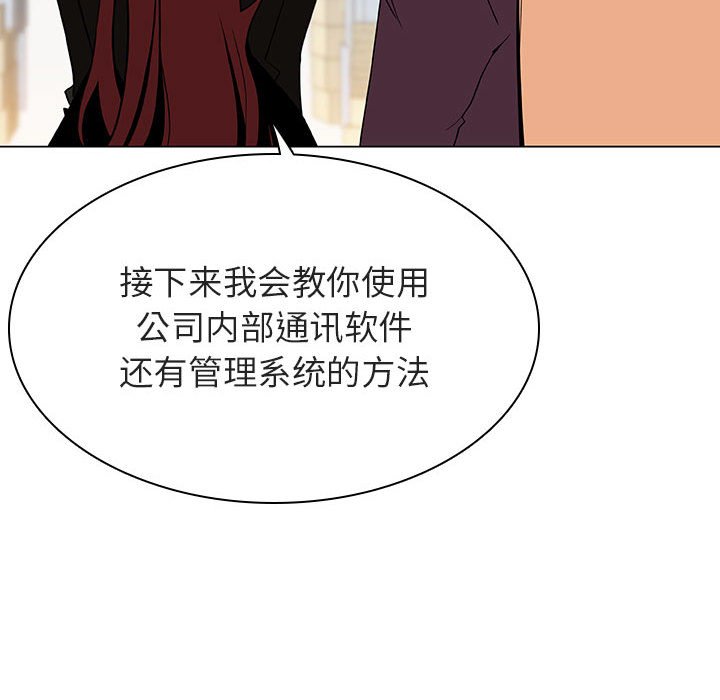 接下来我会教你使用
公司内部通讯软件
还有管理系统的方法